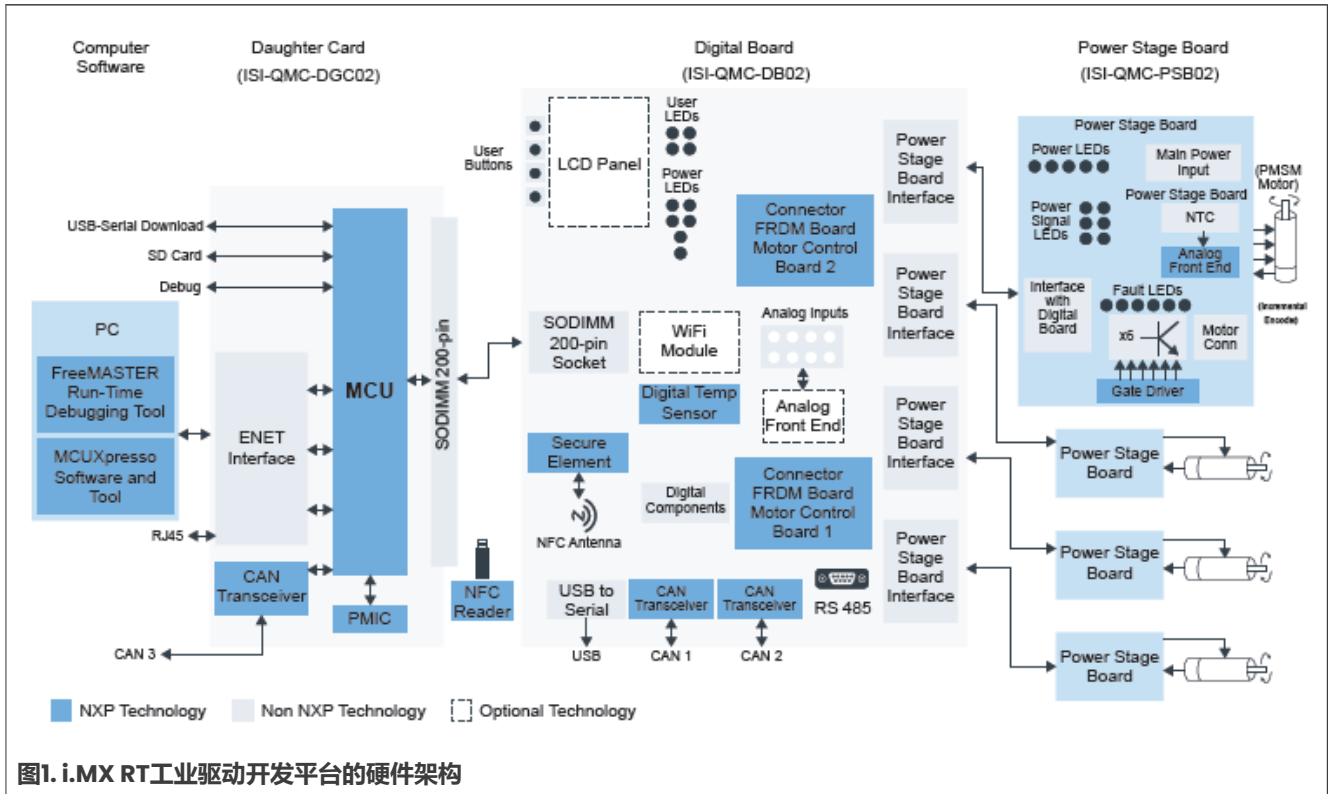 Computer
Software
Daughter Card
(ISI-QMC-DGC02)
Digital Board
(ISI-QMC-DB02)
Power Stage Board
(ISI-QMC-PSB02)
USB-Serial Download
SD Card
Debug
PC
FreeMASTER
Run-Time
Debugging Tool
MCUXpresso
Software and
Tool
RJ45
CAN 3
ENET
Interface
MCU
CAN
Transceiver
PMIC
SODIMM 200-pin
NFC
Reader
User
Buttons
LCD Panel
User
LEDs
Power
LEDs
Connector
FRDM Board
Motor Control
Board 2
SODIMM
200-pin
Socket
WiFi
Module
Analog Inputs
Digital Temp
Sensor
Analog
Front End
Secure
Element
NFC Antenna
Digital
Components
Connector
FRDM Board
Motor Control
Board 1
USB to
Serial
USB
CAN
Transceiver
CAN 1
CAN
Transceiver
CAN 2
RS 485
Power
Stage
Board
Interface
Power
Stage
Board
Interface
Power
Stage
Board
Interface
Power
Stage
Board
Interface
Power Stage Board
Power LEDs
Main Power
Input
Power Stage Board
Power
Signal
LEDs
NTC
Analog
Front End
Interface
with
Digital
Board
Fault LEDs
x6
Motor
Conn
Gate Driver
(PMSM
Motor)
(Incremental
Encode)
Power Stage
Board
Power Stage
Board
Power Stage
Board
NXP Technology
Non NXP Technology
Optional Technology
图1. i.MX RT工业驱动开发平台的硬件架构